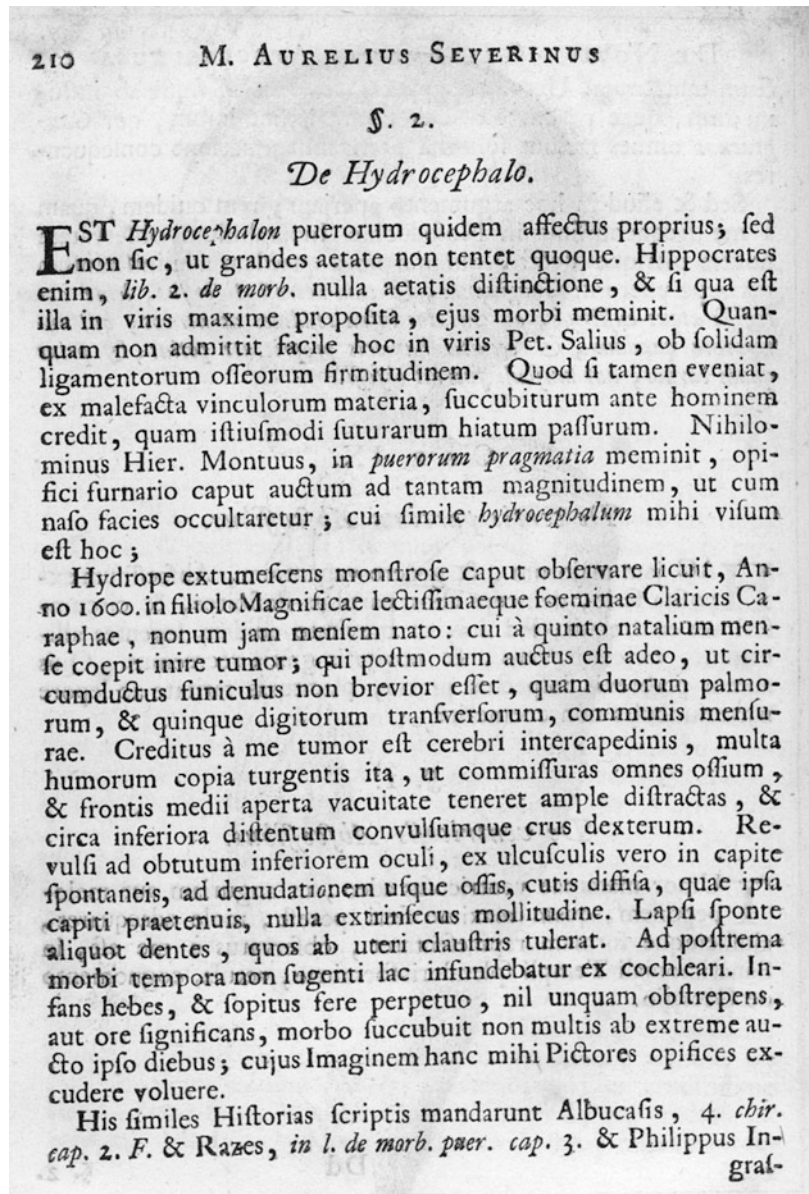 210 M. AURELIUS SEVERINUS
§. 2.
De Hydrocephalo.
EST Hydrocephalon puerorum quidem affectus proprius; ſed
non ſic, ut grandes aetate non tentet quoque. Hippocrates
enim, lib. 2. de morb. nulla aetatis diſtinctione, & ſi qua eſt
illa in viris maxime propoſita, ejus morbi meminit. Quan-
quam non admittit facile hoc in viris Pet. Salius, ob ſolidam
ligamentorum oſſeorum firmitudinem. Quod ſi tamen eveniat,
ex malefacta vinculorum materia, ſuccubiturum ante hominem
credit, quam iſtiuſmodi ſuturarum hiatum paſſurum. Nihilo-
minus Hier. Montuus, in puerorum pragmatia meminit, opi-
fici furnario caput auctum ad tantam magnitudinem, ut cum
naſo facies occultaretur; cui ſimile hydrocephalum mihi viſum
eſt hoc;
Hydrope extumeſcens monſtroſe caput obſervare licuit, An-
no 1600. in filiolo Magnificae lectiſſimaeque foeminae Claricis Ca-
raphae, nonum jam menſem nato: cui à quinto natalium men-
ſe coepit inire tumor; qui poſtmodum auctus eſt adeo, ut cir-
cumductus funiculus non brevior eſſet, quam duorum palmo-
rum, & quinque digitorum tranſverſorum, communis menſu-
rae. Creditus à me tumor eſt cerebri intercapedinis, multa
humorum copia turgentis ita, ut commiſſuras omnes oſſium,
& frontis medii aperta vacuitate teneret ample diſtractas, &
circa inferiora diſtentum convulſumque crus dexterum. Re-
vulſi ad obtutum inferiorem oculi, ex ulcuſculis vero in capite
ſpontaneis, ad denudationem uſque oſſis, cutis diffiſa, quae ipſa
capiti praetenuis, nulla extrinſecus mollitudine. Lapſi ſponte
aliquot dentes, quos ab uteri clauſtris tulerat. Ad poſtrema
morbi tempora non ſugenti lac infundebatur ex cochleari. In-
fans hebes, & ſopitus fere perpetuo, nil unquam obſtrepens,
aut ore ſignificans, morbo ſuccubuit non multis ab extreme au-
cto ipſo diebus; cujus Imaginem hanc mihi Pictores opifices ex-
cudere voluere.
His ſimiles Hiſtorias ſcriptis mandarunt Albucaſis, 4. chir.
cap. 2. F. & Razes, in l. de morb. puer. cap. 3. & Philippus In-
graſ-